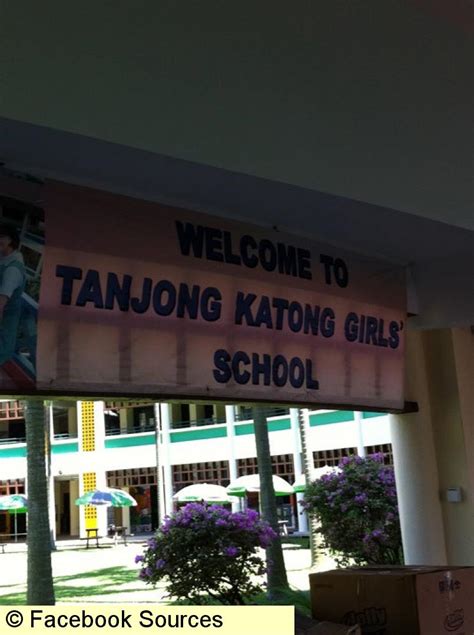 WELCOME TO
TANJONG KATONG GIRLS'
SCHOOL
© Facebook Sources